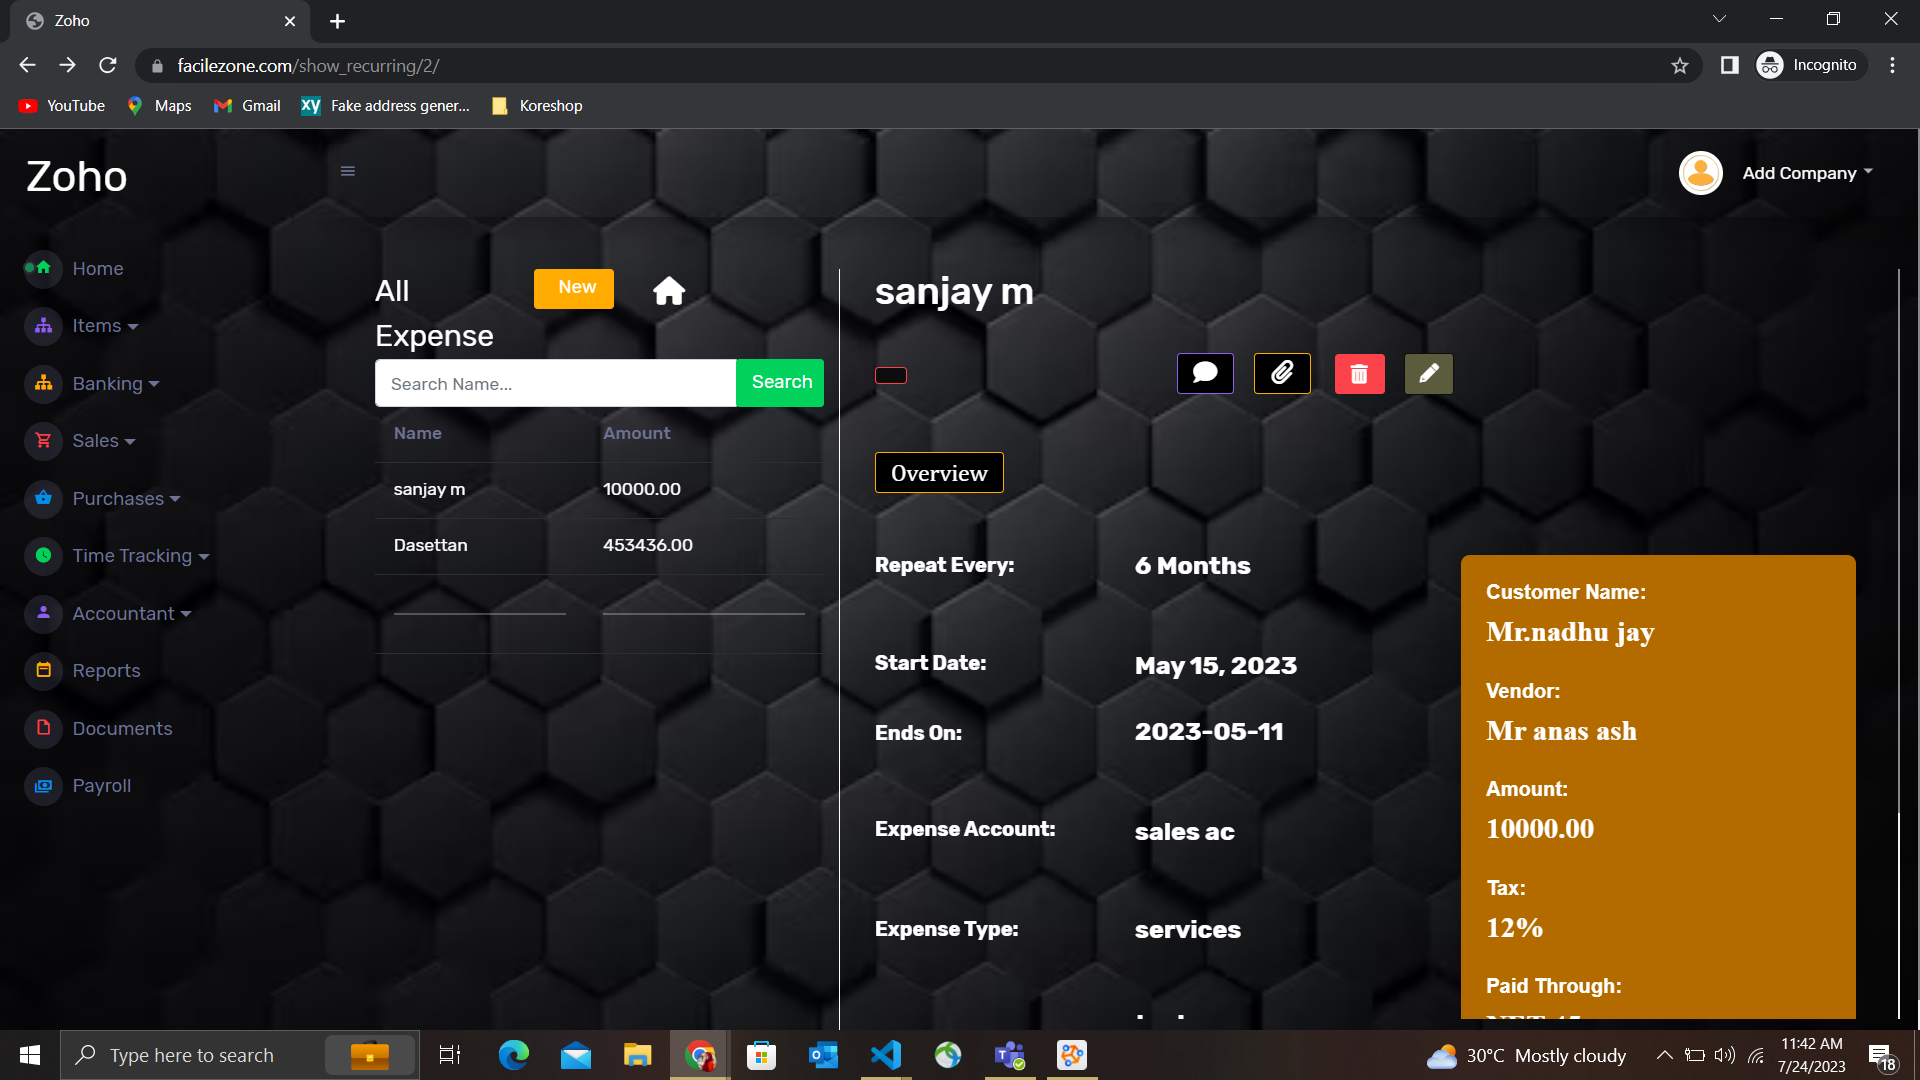 Zoho
facilezone.com/show_recurring/2/
Incognito
YouTube
Maps
Gmail
Fake address gener...
Koreshop
Zoho
Add Company
Home
Items
Banking
Sales
Purchases
Time Tracking
Accountant
Reports
Documents
Payroll
All
Expense
New
Search Name...
Search
Name Amount
sanjay m 10000.00
Dasettan 453436.00
sanjay m
Overview
Repeat Every: 6 Months
Start Date: May 15, 2023
Ends On: 2023-05-11
Expense Account: sales ac
Expense Type: services
Customer Name:
Mr.nadhu jay
Vendor:
Mr anas ash
Amount:
10000.00
Tax:
12%
Paid Through:
Type here to search
30°C Mostly cloudy
11:42 AM
7/24/2023
18